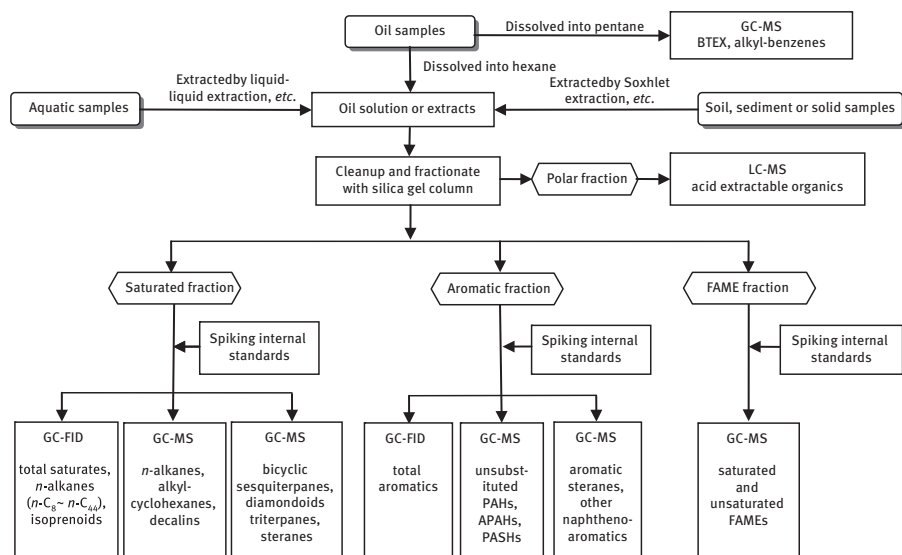 Oil samples
Dissolved into pentane
GC-MS
BTEX, alkyl-benzenes
Dissolved into hexane
Extractedby liquid-
liquid extraction, etc.
Extractedby Soxhlet
extraction, etc.
Aquatic samples
Oil solution or extracts
Soil, sediment or solid samples
Cleanup and fractionate
with silica gel column
Polar fraction
LC-MS
acid extractable organics
Saturated fraction
Aromatic fraction
FAME fraction
Spiking internal
standards
Spiking internal
standards
Spiking internal
standards
GC-FID
total saturates,
n-alkanes
(n-C8~ n-C44),
isoprenoids
GC-MS
n-alkanes,
alkyl-
cyclohexanes,
decalins
GC-MS
bicyclic
sesquiterpanes,
diamondoids
triterpanes,
steranes
GC-FID
total
aromatics
GC-MS
unsubst-
ituted
PAHs,
APAHs,
PASHs
GC-MS
aromatic
steranes,
other
naphtheno-
aromatics
GC-MS
saturated
and
unsaturated
FAMEs